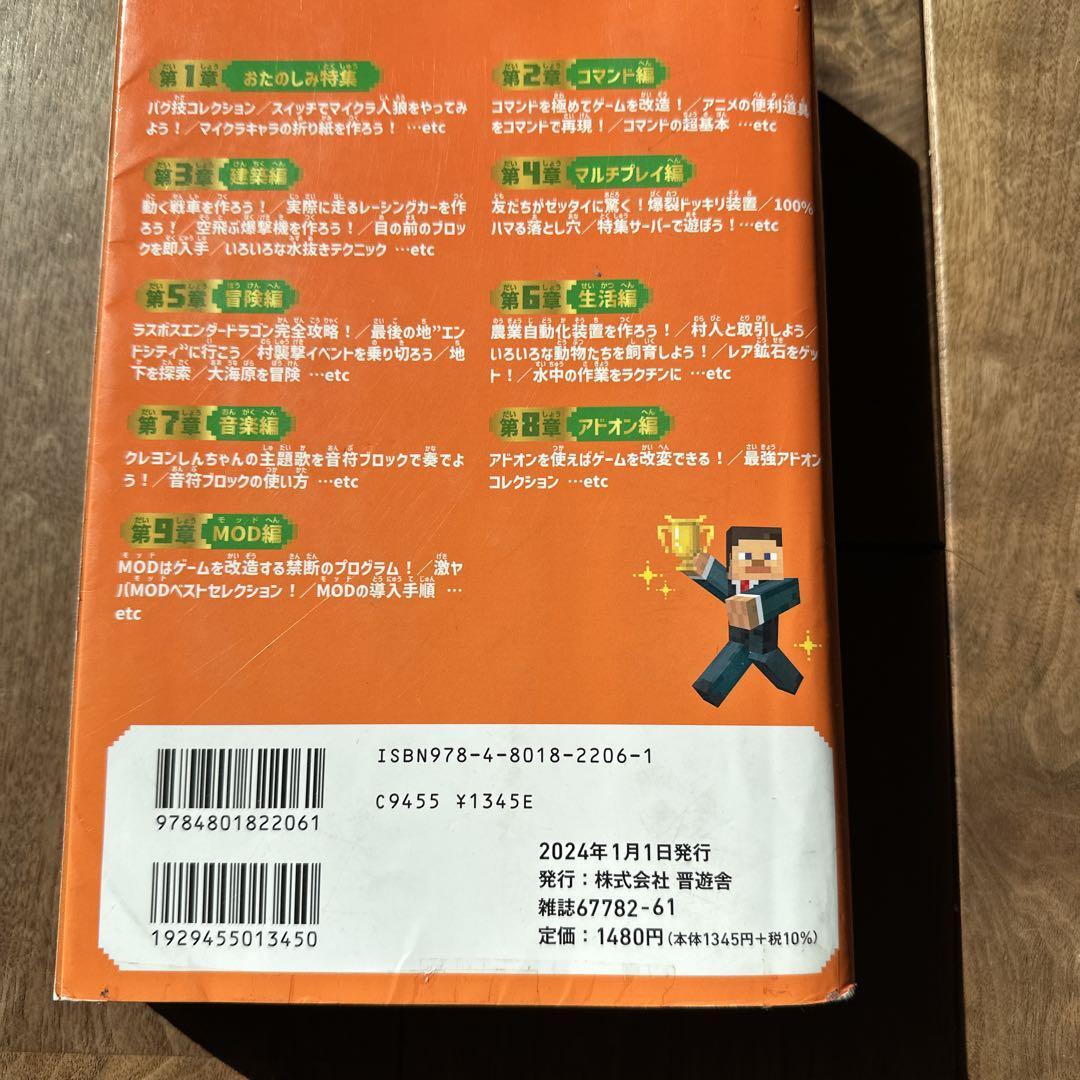 第1章 おたのしみ特集
バグ技コレクション／スイッチでマイクラ人狼をやってみ
よう！／マイクラキャラの折り紙を作ろう！ …etc
第2章 コマンド編
コマンドを極めてゲームを改造！／アニメの便利道具
をコマンドで再現！／コマンドの超基本 …etc
第3章 建築編
動く戦車を作ろう！／実際に走るレーシングカーを作
ろう！／空飛ぶ爆撃機を作ろう！／目の前のブロッ
クを即入手／いろいろな水抜きテクニック …etc
第4章 マルチプレイ編
友だちがゼッタイに驚く！爆裂ドッキリ装置／100%
ハマる落とし穴／特集サーバーで遊ぼう！…etc
第5章 冒険編
ラスボスエンダードラゴン完全攻略！／最後の地"エン
ドシティ"に行こう／村襲撃イベントを乗り切ろう／地
下を探索／大海原を冒険 …etc
第6章 生活編
農業自動化装置を作ろう！／村人と取引しよう／
いろいろな動物たちを飼育しよう！／レア鉱石をゲッ
ト！／水中の作業をラクチンに …etc
第7章 音楽編
クレヨンしんちゃんの主題歌を音符ブロックで奏でよ
う！／音符ブロックの使い方 …etc
第8章 アドオン編
アドオンを使えばゲームを改変できる！／最強アドオン
コレクション …etc
第9章 MOD編
MODはゲームを改造する禁断のプログラム！／激ヤ
バMODベストセレクション！／MODの導入手順 …
etc
ISBN978-4-8018-2206-1
C9455 ¥1345E
9784801822061
1929455013450
2024年1月1日発行
発行：株式会社 晋遊舎
雑誌67782-61
定価：1480円（本体1345円＋税10%）